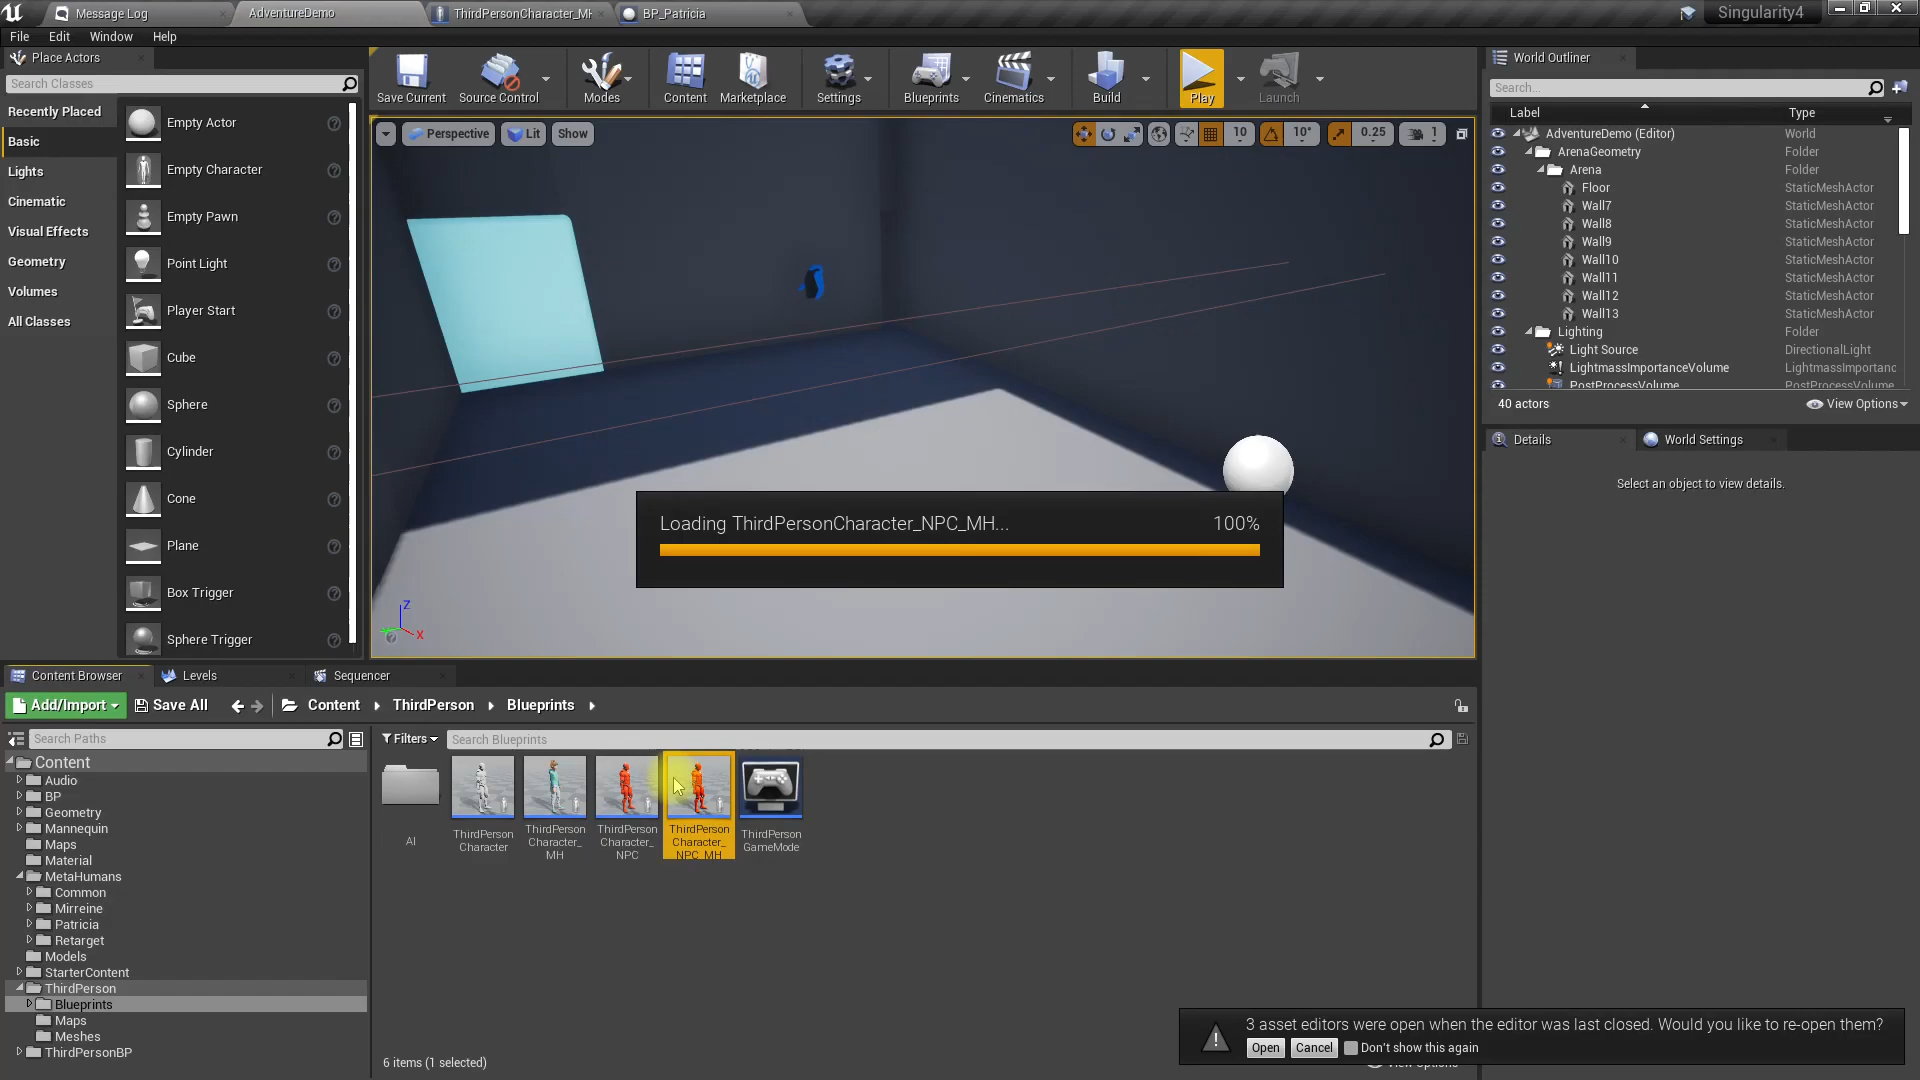 Message Log
AdventureDemo
ThirdPersonCharacter_MH
BP_Patricia
Singularity4
File
Edit
Window
Help
Place Actors
Search Classes
Recently Placed
Basic
Lights
Cinematic
Visual Effects
Geometry
Volumes
All Classes
Empty Actor
Empty Character
Empty Pawn
Point Light
Player Start
Cube
Sphere
Cylinder
Cone
Plane
Box Trigger
Sphere Trigger
Save Current
Source Control
Modes
Content
Marketplace
Settings
Blueprints
Cinematics
Build
Play
Launch
Perspective
Lit
Show
10
10°
0.25
1
Loading ThirdPersonCharacter_NPC_MH...
100%
Z
X
World Outliner
Search...
Label
Type
AdventureDemo (Editor)
World
ArenaGeometry
Folder
Arena
Folder
Floor
StaticMeshActor
Wall7
StaticMeshActor
Wall8
StaticMeshActor
Wall9
StaticMeshActor
Wall10
StaticMeshActor
Wall11
StaticMeshActor
Wall12
StaticMeshActor
Wall13
StaticMeshActor
Lighting
Folder
Light Source
DirectionalLight
LightmassImportanceVolume
LightmassImportanc
PostProcessVolume
PostProcessVolume
40 actors
View Options
Details
World Settings
Select an object to view details.
Content Browser
Levels
Sequencer
Add/Import
Save All
Content
ThirdPerson
Blueprints
Search Paths
Filters
Search Blueprints
Content
Audio
BP
Geometry
Mannequin
Maps
Material
MetaHumans
Common
Mirreine
Patricia
Retarget
Models
StarterContent
ThirdPerson
Blueprints
Maps
Meshes
ThirdPersonBP
AI
ThirdPerson
Character
ThirdPerson
Character_
MH
ThirdPerson
Character_
NPC
ThirdPerson
Character_
NPC_MH
ThirdPerson
GameMode
6 items (1 selected)
View Options
3 asset editors were open when the editor was last closed. Would you like to re-open them?
Open
Cancel
Don't show this again